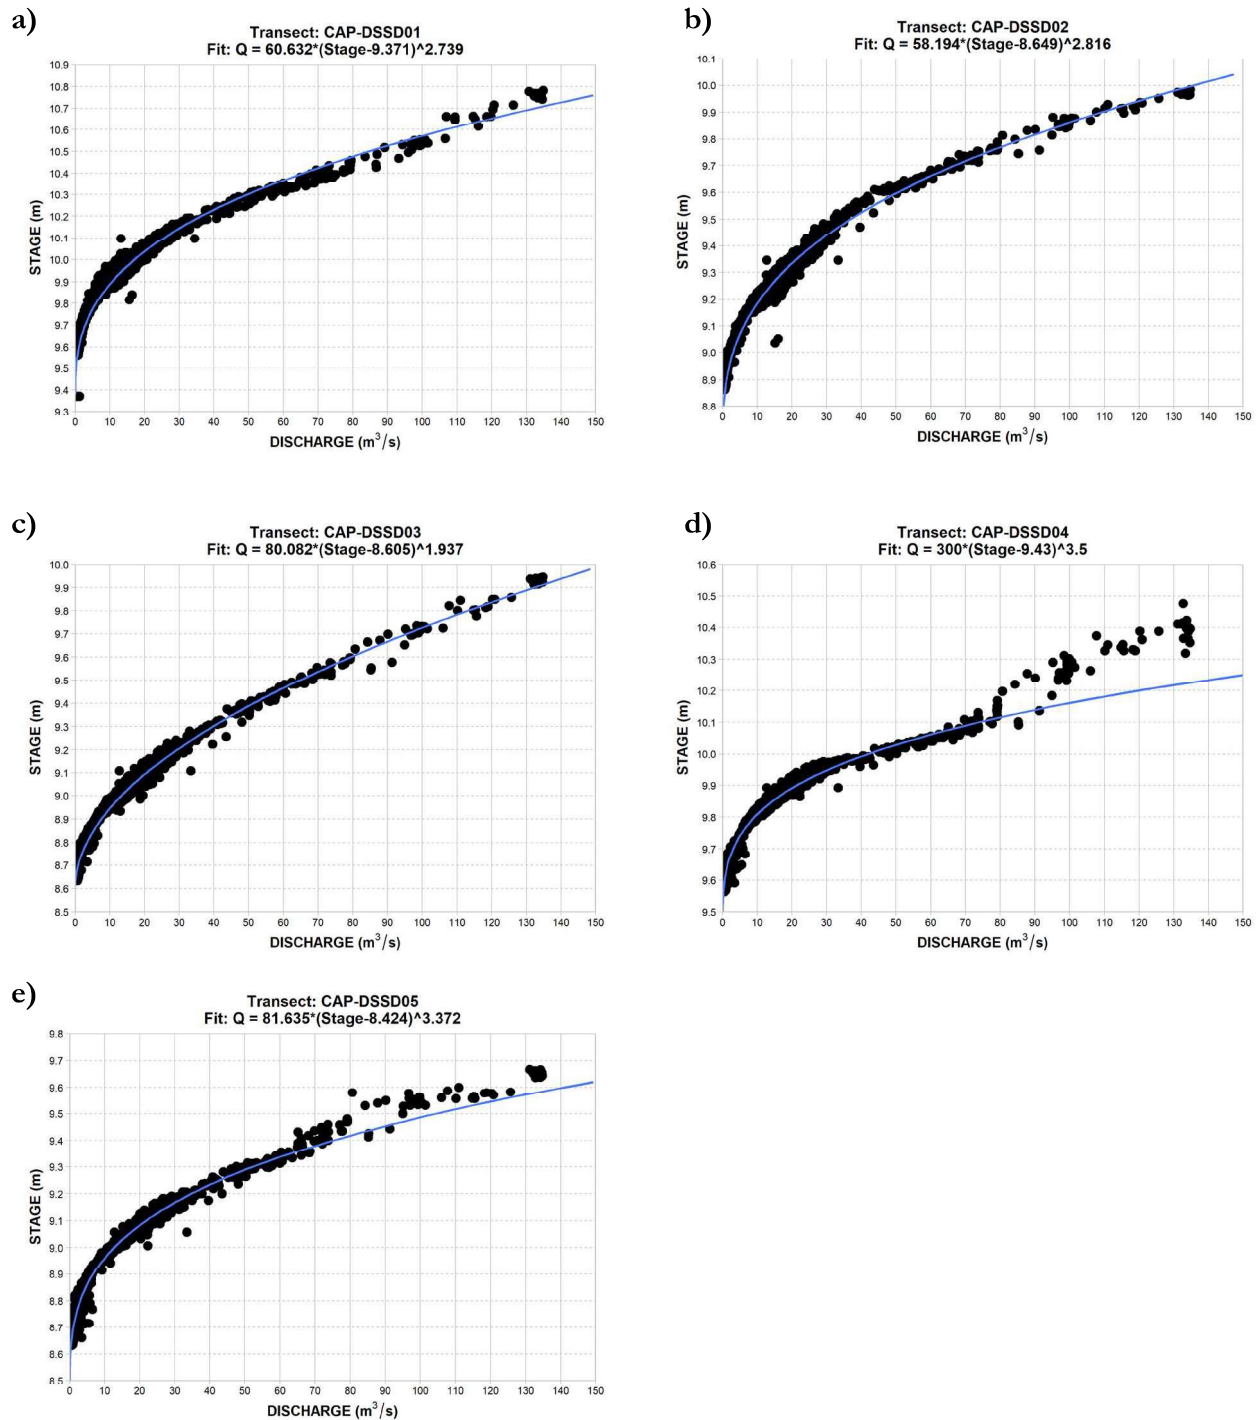 a)
Transect: CAP-DSSD01
Fit: Q = 60.632*(Stage-9.371)^2.739
10.9
10.8
10.7
10.6
10.5
10.4
10.3
10.2
10.1
10.0
9.9
9.8
9.7
9.6
9.5
9.4
9.3
STAGE (m)
0 10 20 30 40 50 60 70 80 90 100 110 120 130 140 150
DISCHARGE (m³/s)
b)
Transect: CAP-DSSD02
Fit: Q = 58.194*(Stage-8.649)^2.816
10.1
10.0
9.9
9.8
9.7
9.6
9.5
9.4
9.3
9.2
9.1
9.0
8.9
8.8
STAGE (m)
0 10 20 30 40 50 60 70 80 90 100 110 120 130 140 150
DISCHARGE (m³/s)
c)
Transect: CAP-DSSD03
Fit: Q = 80.082*(Stage-8.605)^1.937
10.0
9.9
9.8
9.7
9.6
9.5
9.4
9.3
9.2
9.1
9.0
8.9
8.8
8.7
8.6
8.5
STAGE (m)
0 10 20 30 40 50 60 70 80 90 100 110 120 130 140 150
DISCHARGE (m³/s)
d)
Transect: CAP-DSSD04
Fit: Q = 300*(Stage-9.43)^3.5
10.6
10.5
10.4
10.3
10.2
10.1
10.0
9.9
9.8
9.7
9.6
9.5
STAGE (m)
0 10 20 30 40 50 60 70 80 90 100 110 120 130 140 150
DISCHARGE (m³/s)
e)
Transect: CAP-DSSD05
Fit: Q = 81.635*(Stage-8.424)^3.372
9.8
9.7
9.6
9.5
9.4
9.3
9.2
9.1
9.0
8.9
8.8
8.7
8.6
8.5
STAGE (m)
0 10 20 30 40 50 60 70 80 90 100 110 120 130 140 150
DISCHARGE (m³/s)